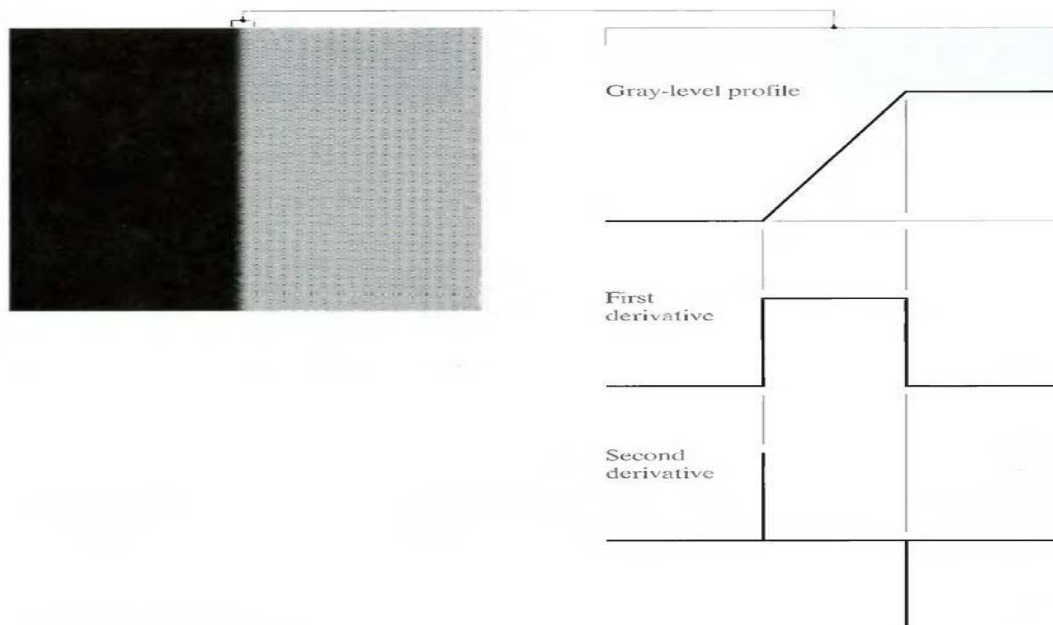 Gray-level profile
First
derivative
Second
derivative